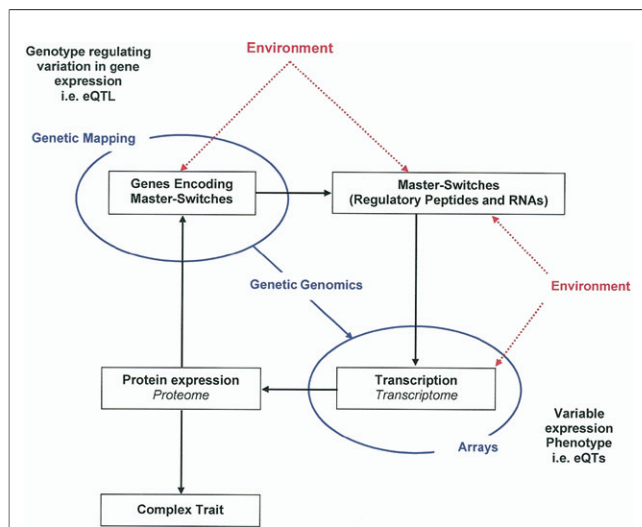 Genotype regulating
variation in gene
expression
i.e. eQTL
Environment
Genetic Mapping
Genes Encoding
Master-Switches
Master-Switches
(Regulatory Peptides and RNAs)
Genetic Genomics
Environment
Protein expression
Proteome
Transcription
Transcriptome
Variable
expression
Phenotype
i.e. eQTs
Arrays
Complex Trait